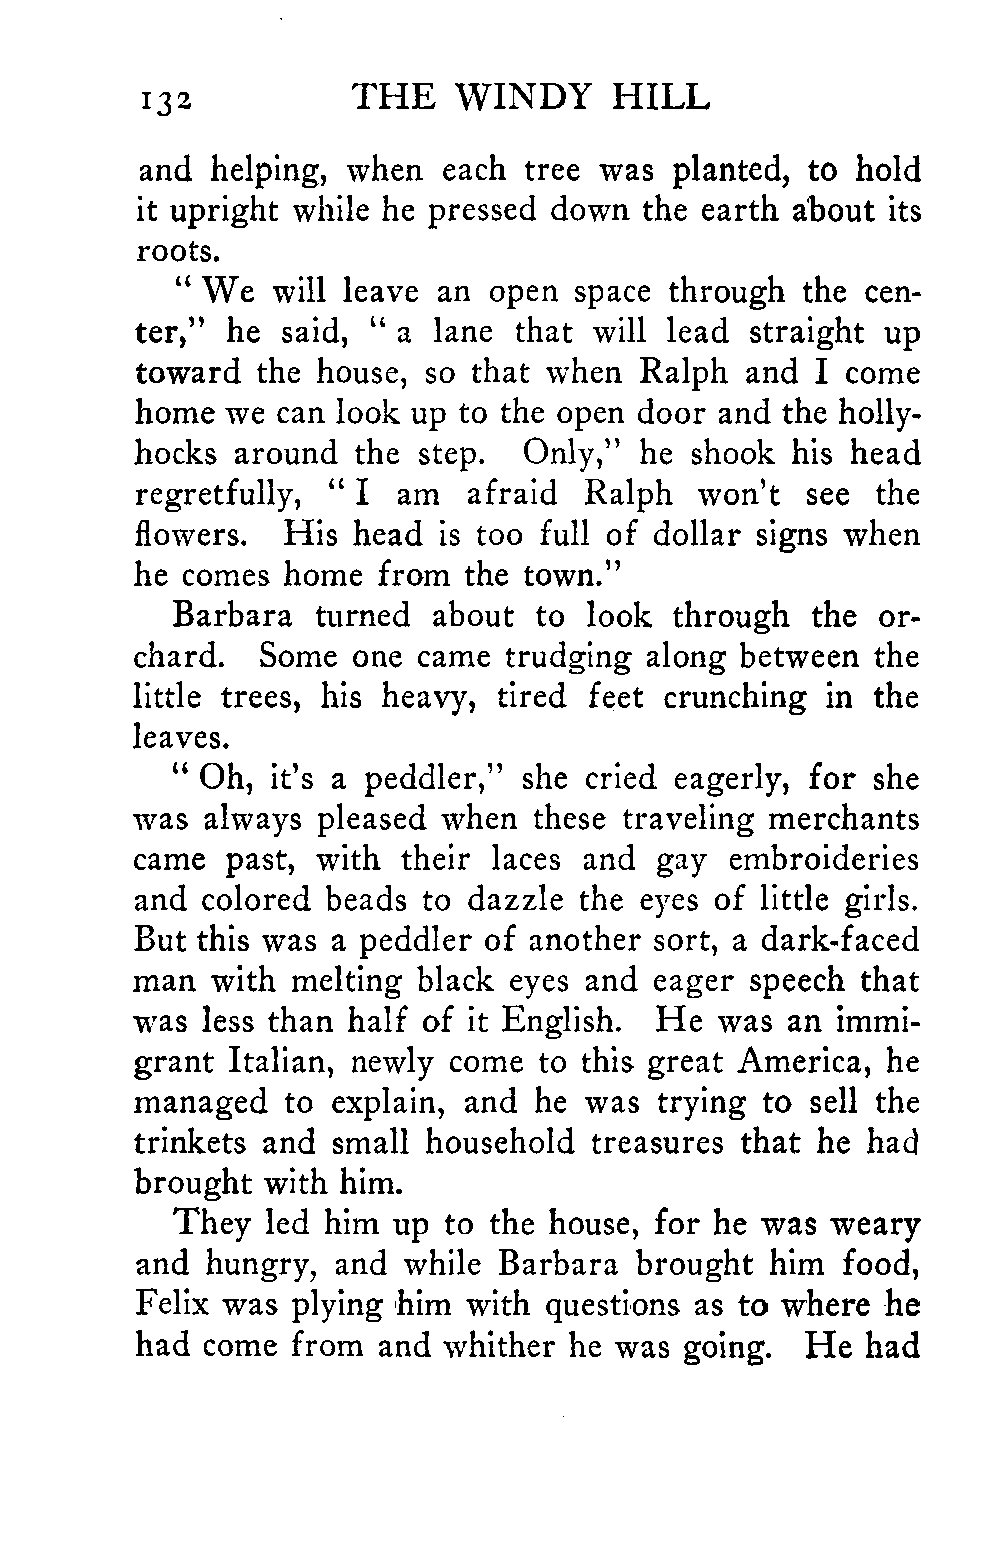 132 THE WINDY HILL
and helping, when each tree was planted, to hold
it upright while he pressed down the earth about its
roots.
" We will leave an open space through the cen-
ter," he said, " a lane that will lead straight up
toward the house, so that when Ralph and I come
home we can look up to the open door and the holly-
hocks around the step. Only," he shook his head
regretfully, " I am afraid Ralph won't see the
flowers. His head is too full of dollar signs when
he comes home from the town."
Barbara turned about to look through the or-
chard. Some one came trudging along between the
little trees, his heavy, tired feet crunching in the
leaves.
" Oh, it's a peddler," she cried eagerly, for she
was always pleased when these traveling merchants
came past, with their laces and gay embroideries
and colored beads to dazzle the eyes of little girls.
But this was a peddler of another sort, a dark-faced
man with melting black eyes and eager speech that
was less than half of it English. He was an immi-
grant Italian, newly come to this great America, he
managed to explain, and he was trying to sell the
trinkets and small household treasures that he had
brought with him.
They led him up to the house, for he was weary
and hungry, and while Barbara brought him food,
Felix was plying him with questions as to where he
had come from and whither he was going. He had